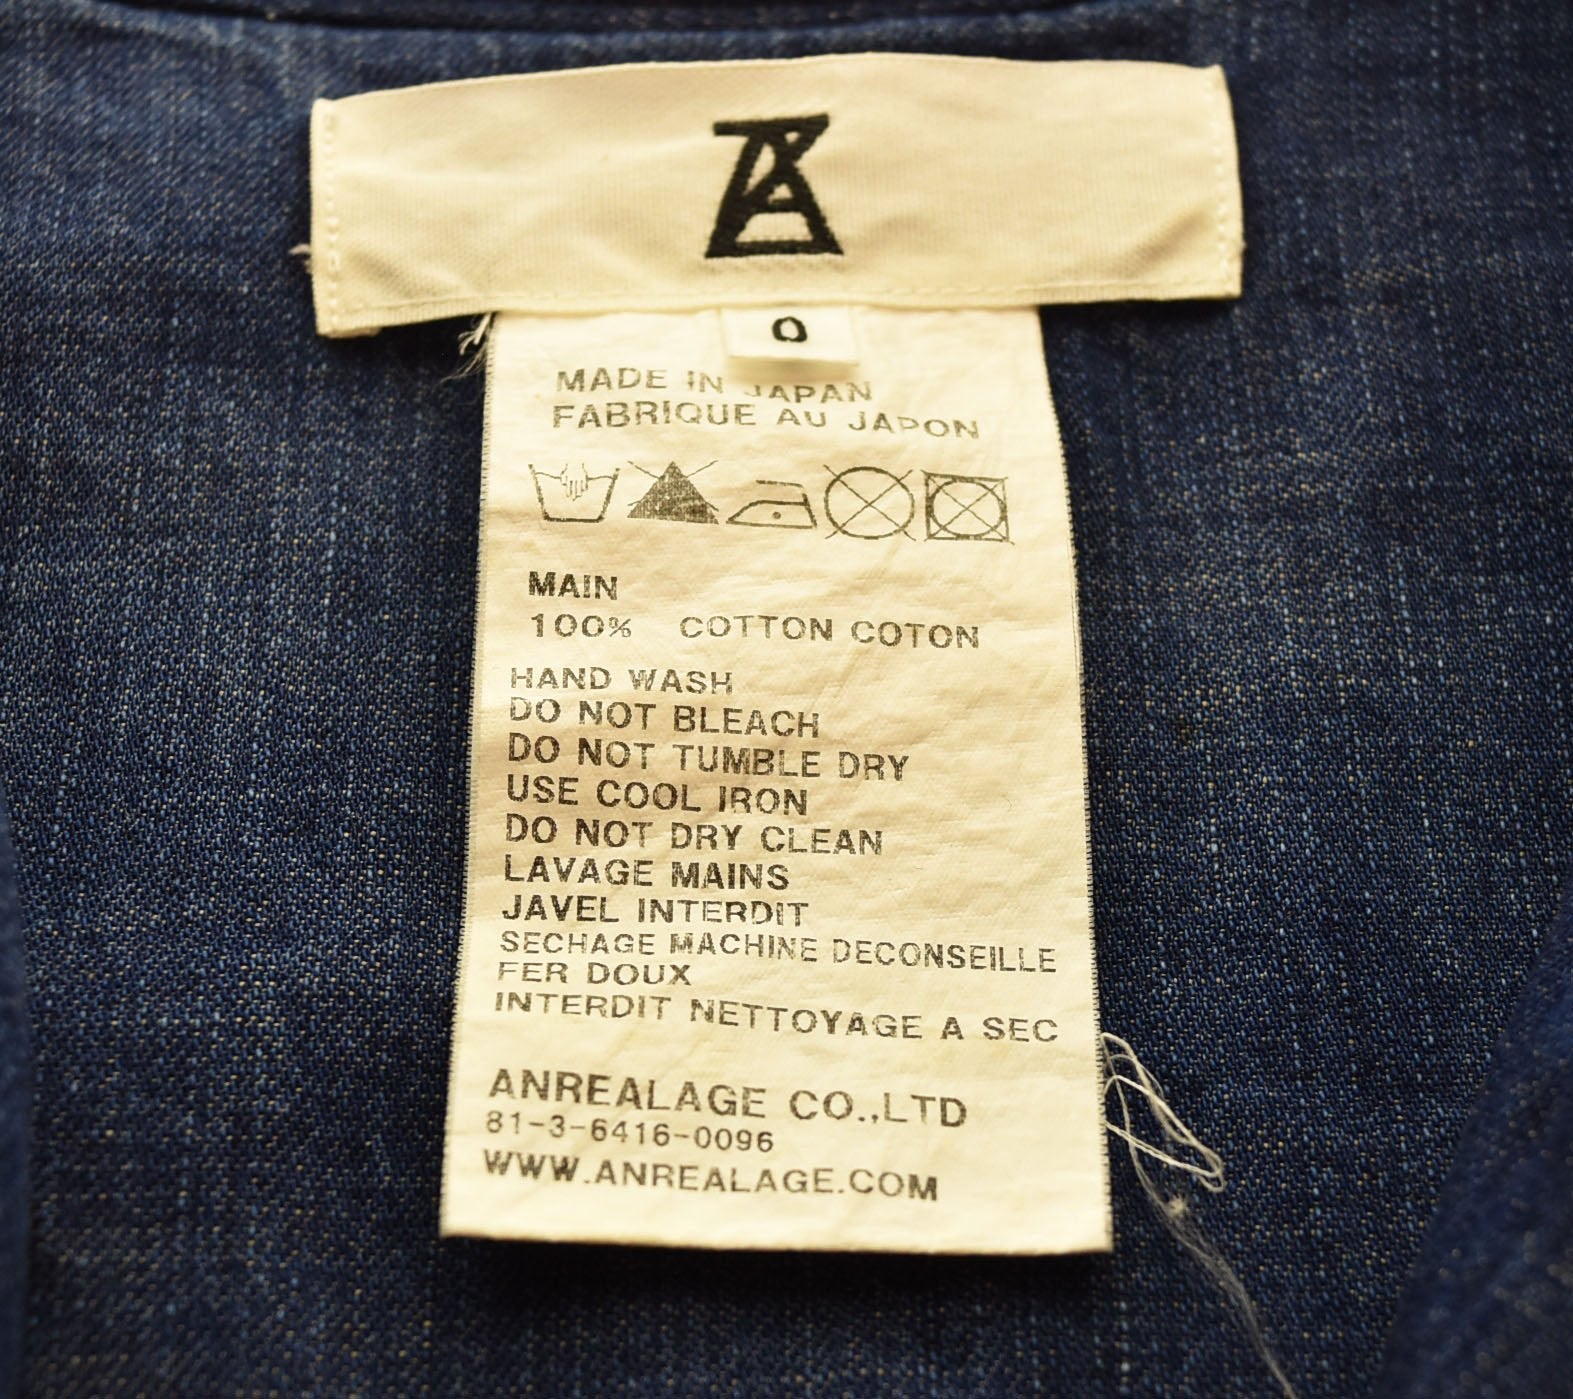 0
MADE IN JAPAN
FABRIQUE AU JAPON
MAIN
100% COTTON COTON
HAND WASH
DO NOT BLEACH
DO NOT TUMBLE DRY
USE COOL IRON
DO NOT DRY CLEAN
LAVAGE MAINS
JAVEL INTERDIT
SECHAGE MACHINE DECONSEILLE
FER DOUX
INTERDIT NETTOYAGE A SEC
ANREALAGE CO.,LTD
81-3-6416-0096
WWW.ANREALAGE.COM